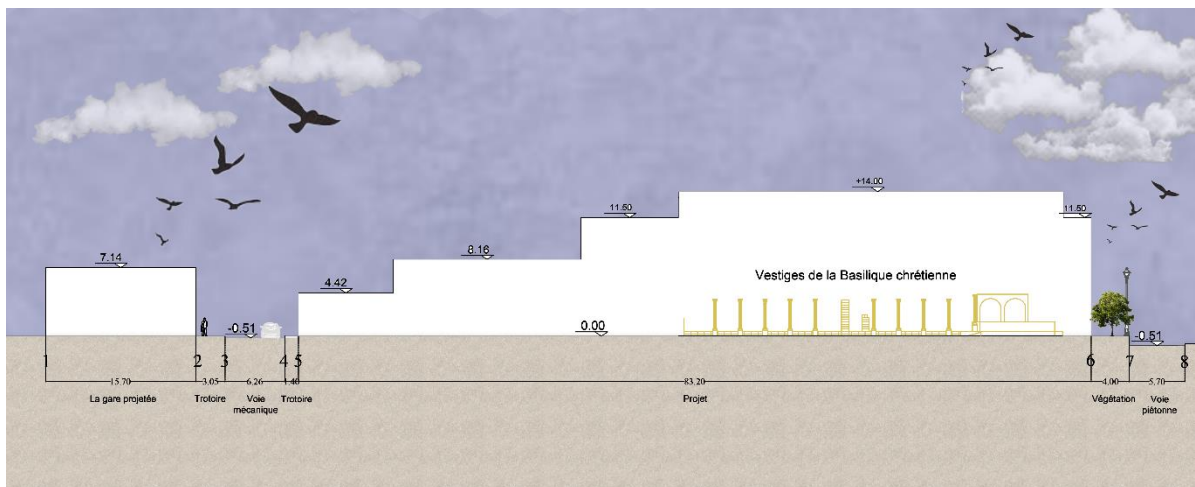 +14.00
11.50
11.50
8.16
7.14
4.42
Vestiges de la Basilique chrétienne
-0.51
0.00
-0.51
1
2
3
4
5
6
7
8
15.70
3.05
6.26
1.40
83.20
4.00
5.70
La gare projetée
Trotoire
Voie
mécanique
Trotoire
Projet
Végétation
Voie
piétonne